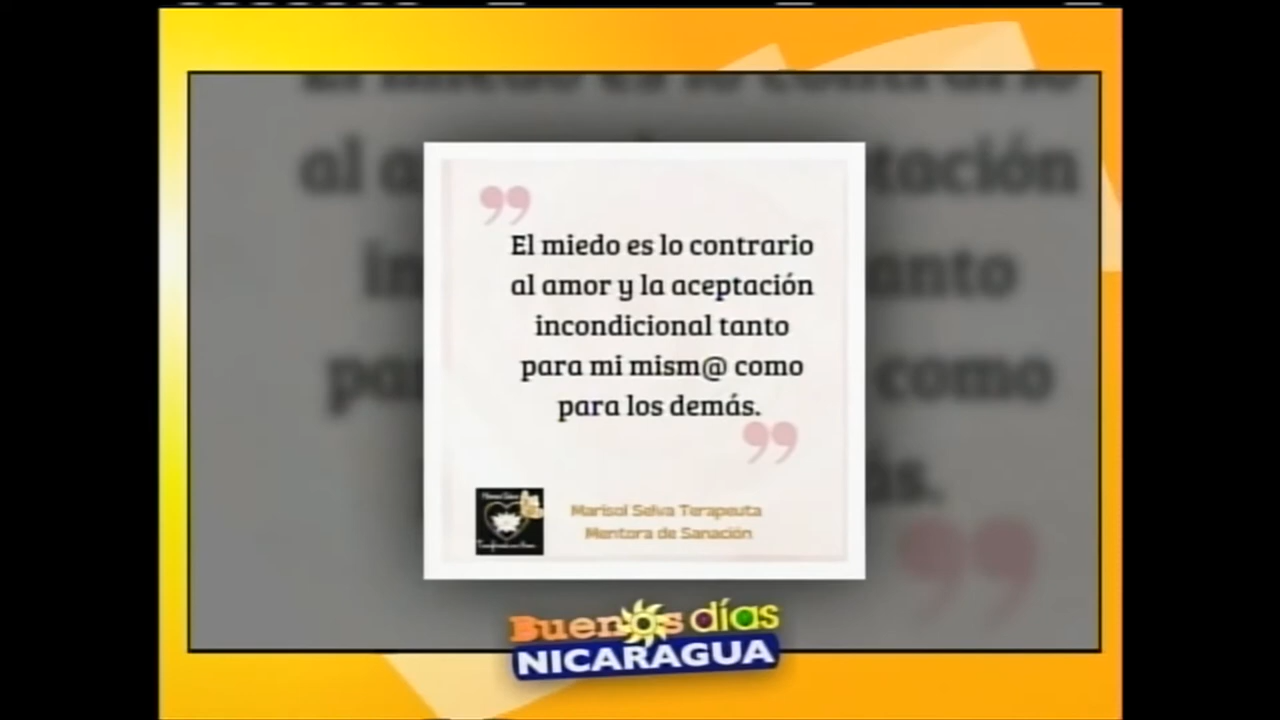 ”
El miedo es lo contrario
al amor y la aceptación
incondicional tanto
para mi mism@ como
para los demás.
”
Marisol Selva Terapeuta
Mentora de Sanación
Buenos días
NICARAGUA